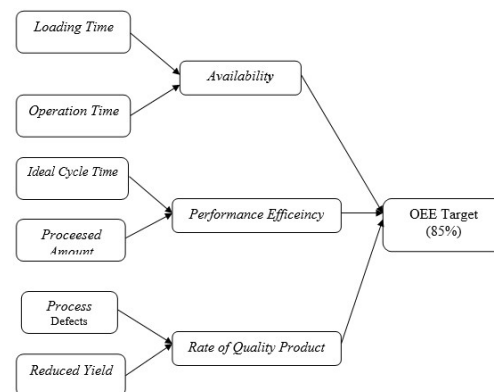 Loading Time
Availability
Operation Time
Ideal Cycle Time
Performance Efficeincy
OEE Target
(85%)
Proceesed
Amount
Process
Defects
Rate of Quality Product
Reduced Yield